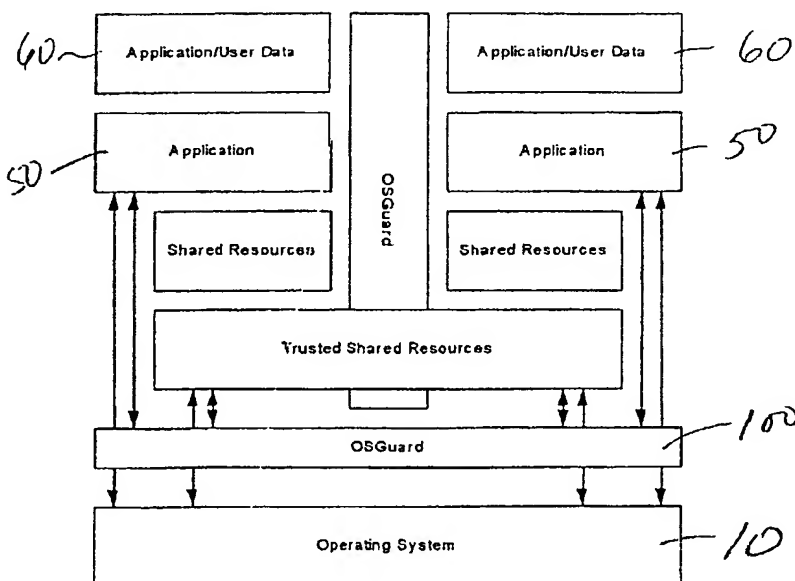 60 Application/User Data Application/User Data 60
50 Application Application 50
OSGuard
Shared Resources Shared Resources
Trusted Shared Resources
OSGuard 100
Operating System 10